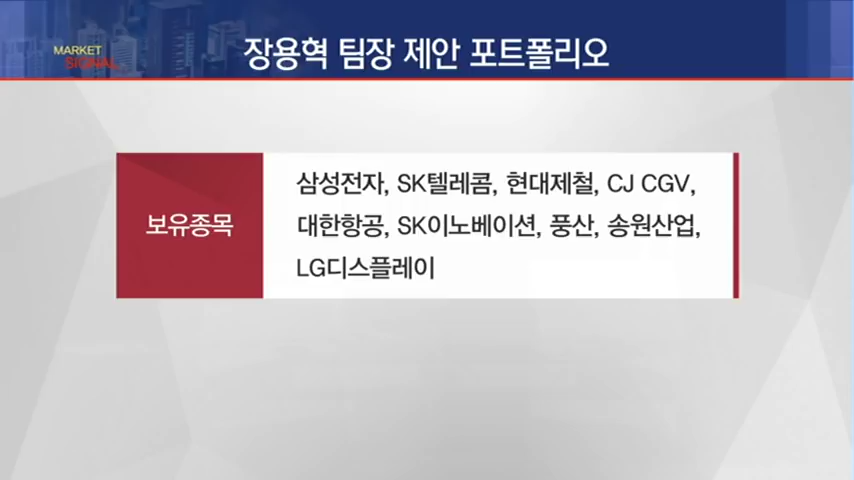 MARKET
SIGNAL
장용혁 팀장 제안 포트폴리오
보유종목
삼성전자, SK텔레콤, 현대제철, CJ CGV,
대한항공, SK이노베이션, 풍산, 송원산업,
LG디스플레이